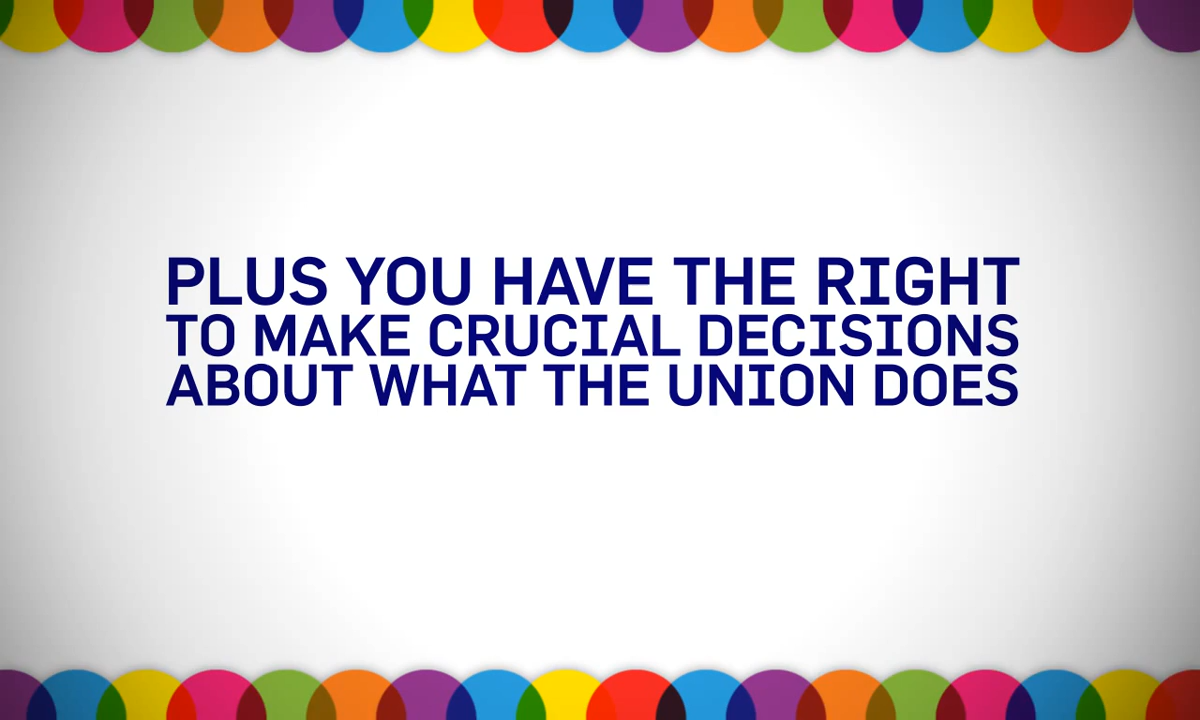 PLUS YOU HAVE THE RIGHT
TO MAKE CRUCIAL DECISIONS
ABOUT WHAT THE UNION DOES